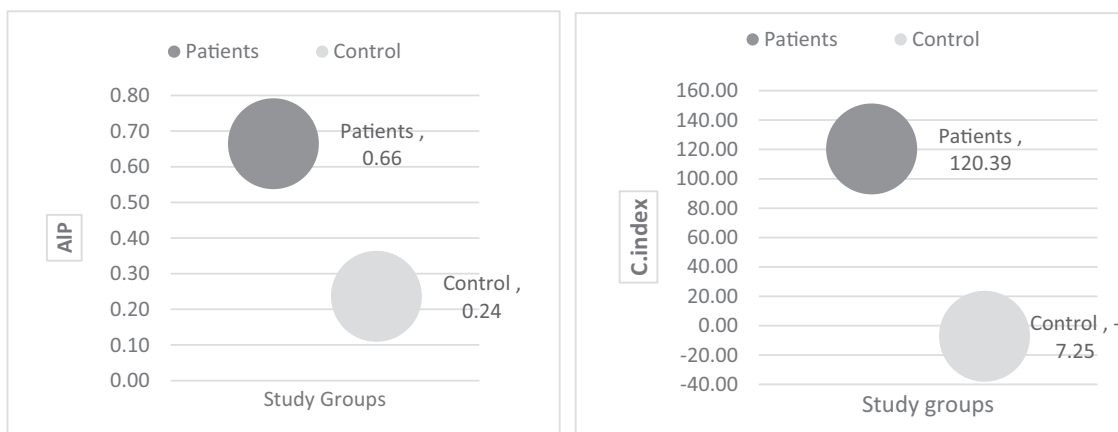 Patients Control
0.80
0.70
0.60
0.50
0.40
0.30
0.20
0.10
0.00
AIP
Patients ,
0.66
Control ,
0.24
Study Groups
Patients Control
160.00
140.00
120.00
100.00
80.00
60.00
40.00
20.00
0.00
-20.00
-40.00
C.index
Patients ,
120.39
Control , -
7.25
Study groups